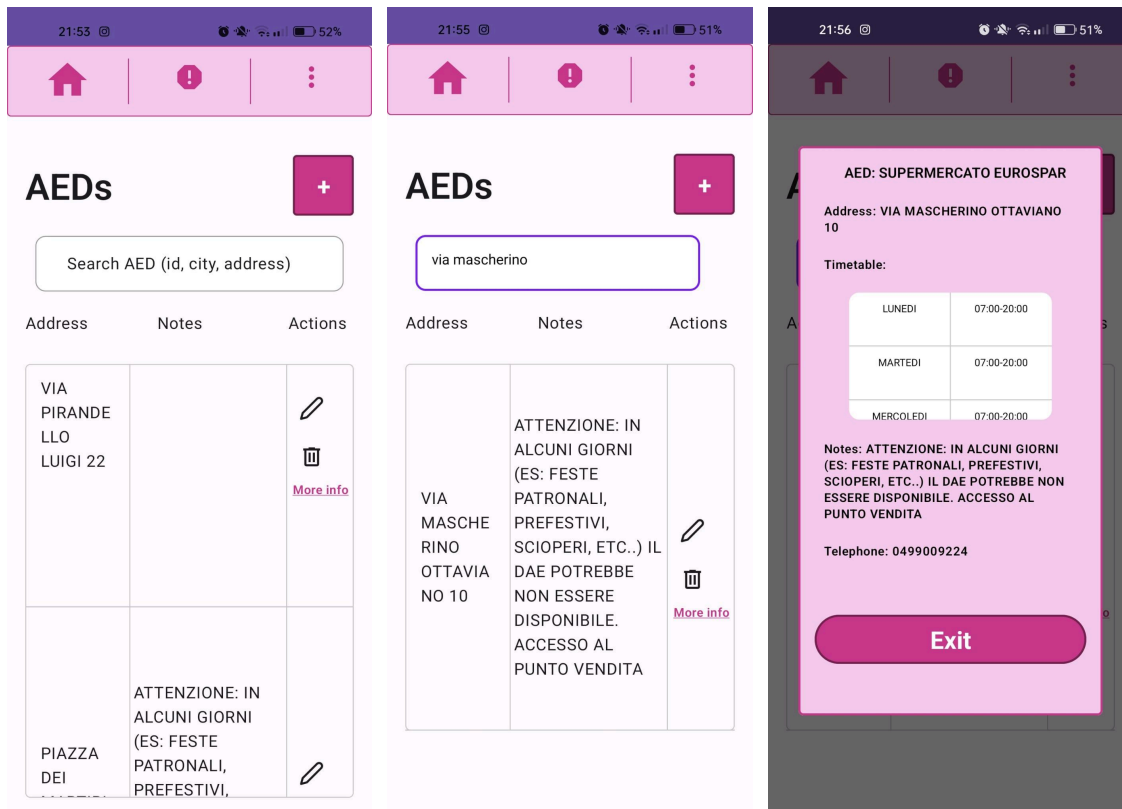 21:53
52%
AEDs
+
Search AED (id, city, address)
Address Notes Actions
VIA
PIRANDE
LLO
LUIGI 22
More info
PIAZZA
DEI
ATTENZIONE: IN
ALCUNI GIORNI
(ES: FESTE
PATRONALI,
PREFESTIVI,
21:55
51%
AEDs
+
via mascherino
Address Notes Actions
VIA
MASCHE
RINO
OTTAVIA
NO 10
ATTENZIONE: IN
ALCUNI GIORNI
(ES: FESTE
PATRONALI,
PREFESTIVI,
SCIOPERI, ETC..) IL
DAE POTREBBE
NON ESSERE
DISPONIBILE.
ACCESSO AL
PUNTO VENDITA
More info
21:56
51%
AED: SUPERMERCATO EUROSPAR
Address: VIA MASCHERINO OTTAVIANO
10
Timetable:
LUNEDI 07:00-20:00
MARTEDI 07:00-20:00
MERCOLEDI 07:00-20:00
Notes: ATTENZIONE: IN ALCUNI GIORNI
(ES: FESTE PATRONALI, PREFESTIVI,
SCIOPERI, ETC..) IL DAE POTREBBE NON
ESSERE DISPONIBILE. ACCESSO AL
PUNTO VENDITA
Telephone: 0499009224
Exit